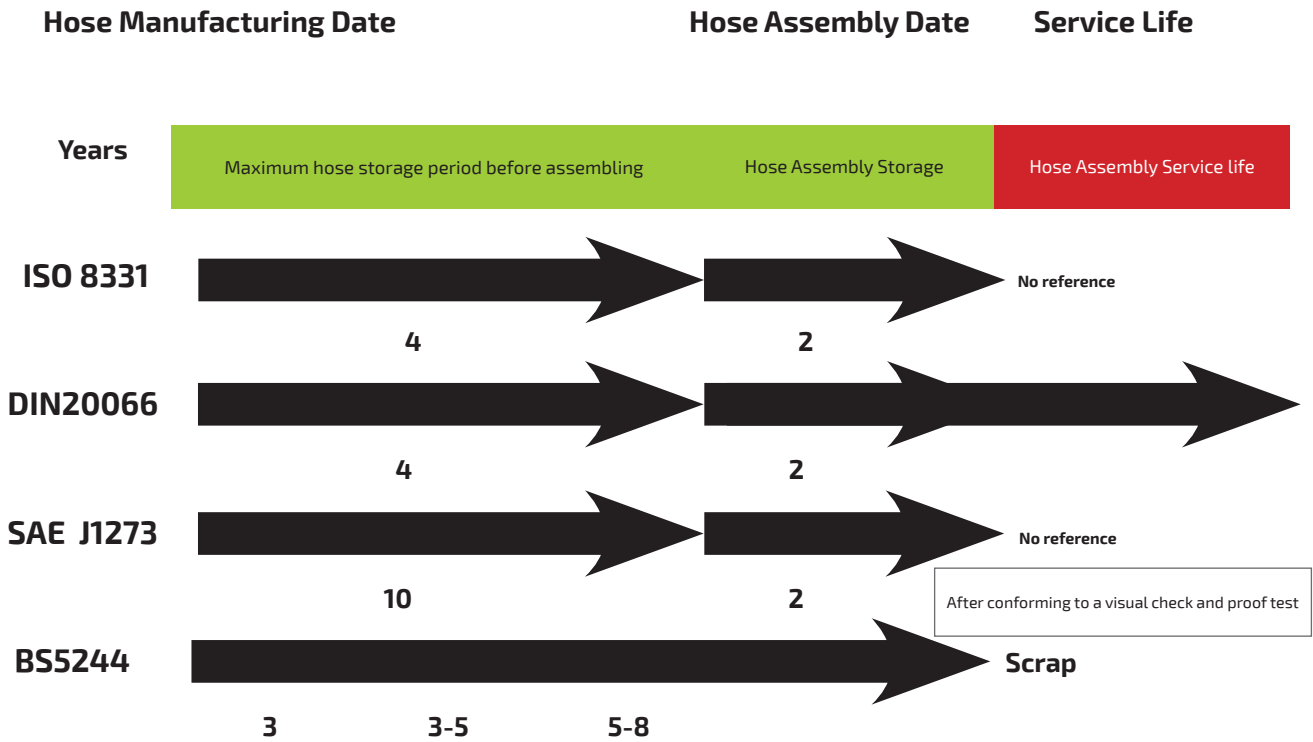 Hose Manufacturing Date
Hose Assembly Date
Service Life
Years
Maximum hose storage period before assembling
Hose Assembly Storage
Hose Assembly Service life
ISO 8331
No reference
4
2
DIN20066
4
2
SAE J1273
No reference
10
2
After conforming to a visual check and proof test
BS5244
Scrap
3
3-5
5-8